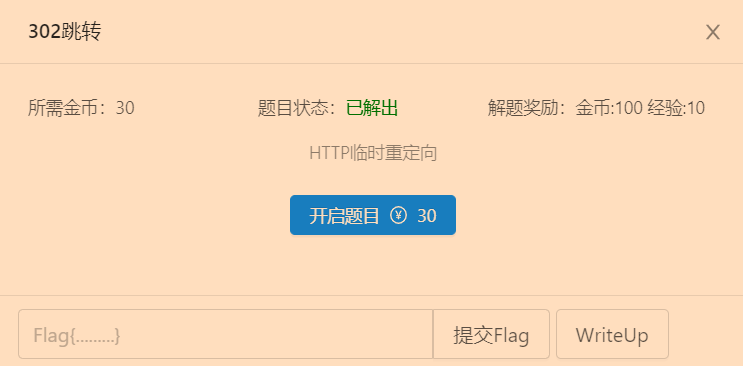 302跳转
所需金币：30 题目状态：已解出 解题奖励：金币:100 经验:10
HTTP临时重定向
开启题目 ¥ 30
Flag{.........} 提交Flag WriteUp